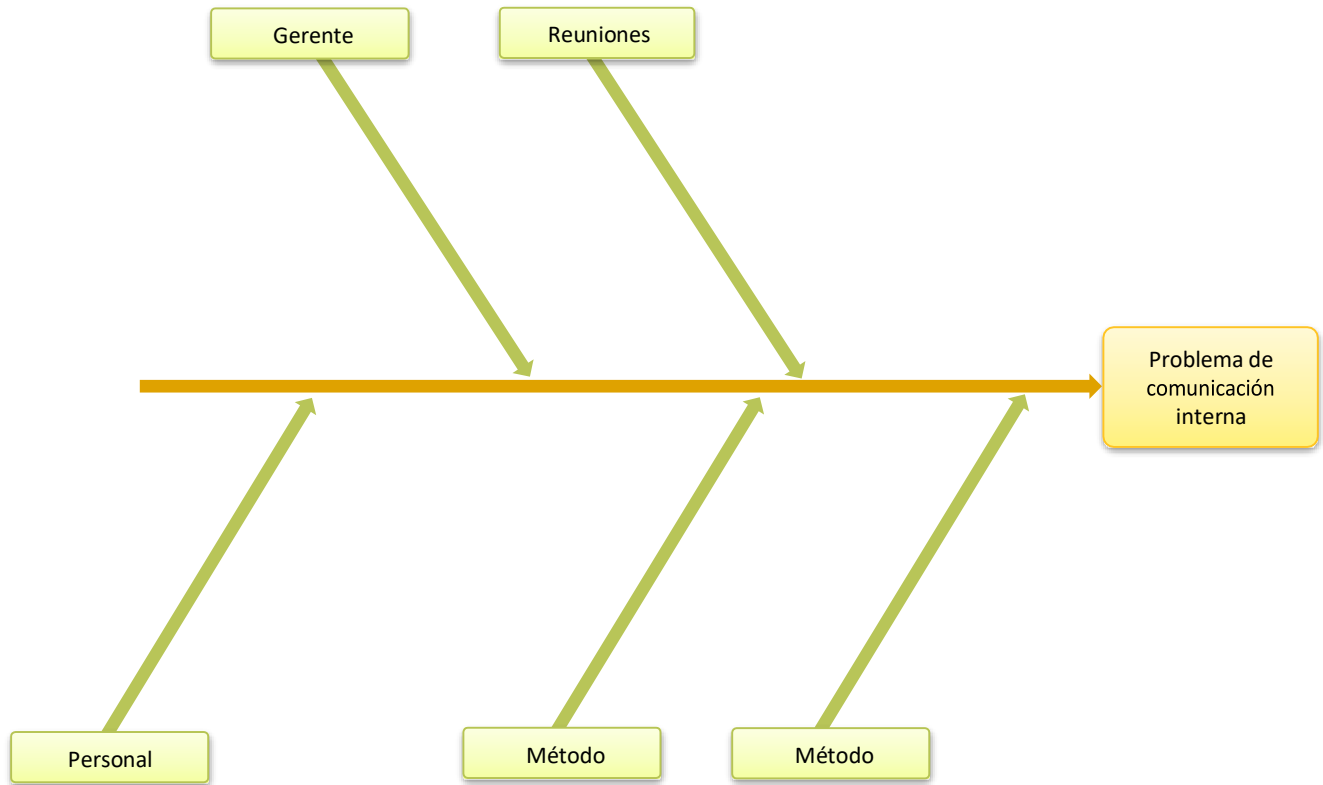 Gerente
Reuniones
Problema de
comunicación
interna
Personal
Método
Método